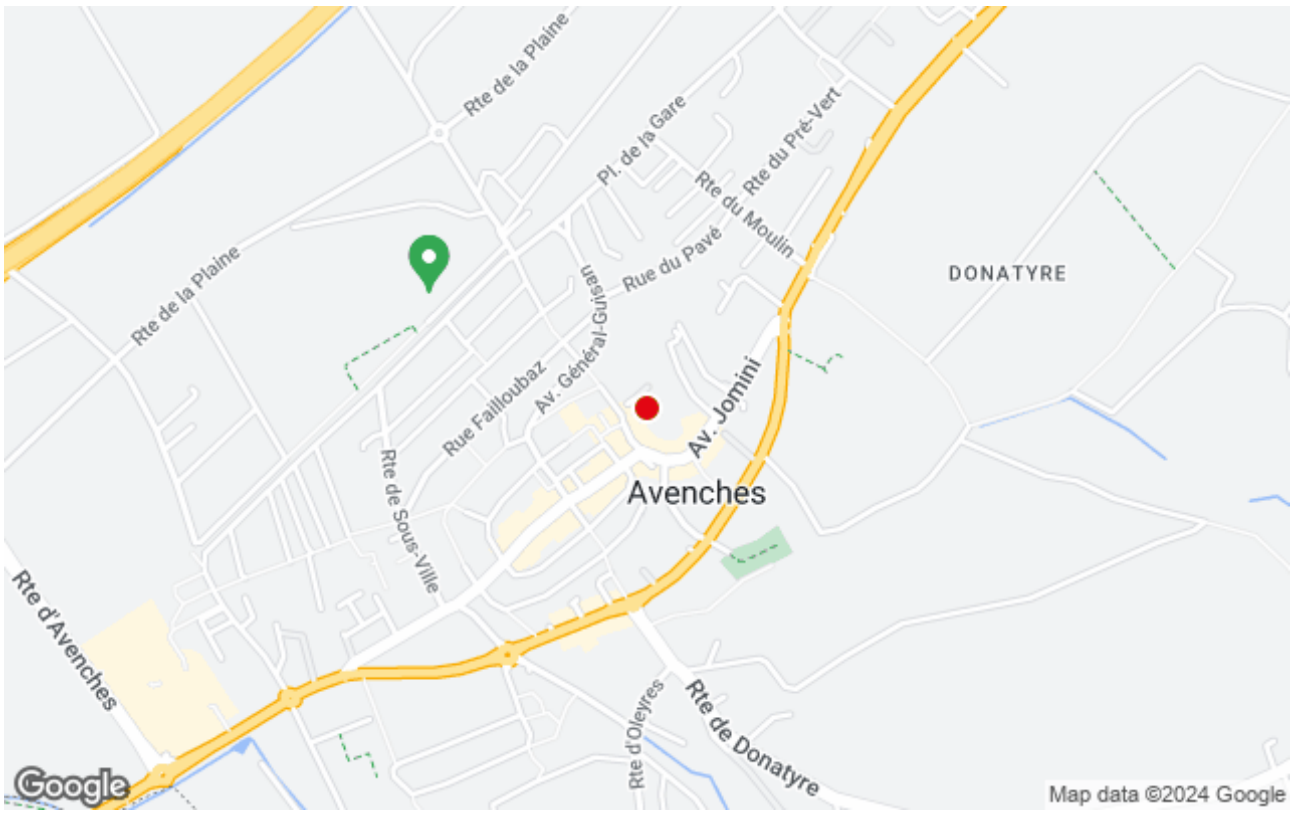 Rte de la Plaine
Pl. de la Gare
Rte du Pré-Vert
Rte du Moulin
Rue du Pavé
Rte de la Plaine
DONATYRE
Av. Général-Guisan
Rue Failloubaz
Av. Jomini
Avenches
Rte de Sous-Ville
Rte d'Avenches
Rte d'Oleyres
Rte de Donatyre
Google
Map data ©2024 Google